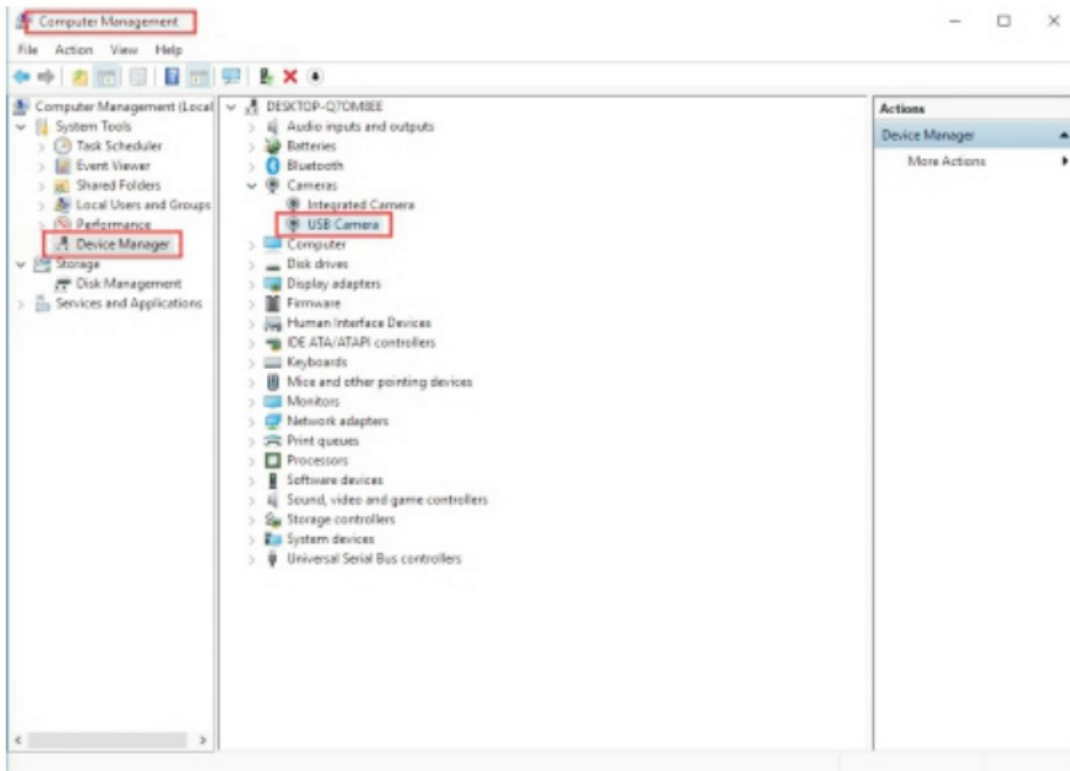 Computer Management
File Action View Help
Computer Management (Local
System Tools
Task Scheduler
Event Viewer
Shared Folders
Local Users and Groups
Performance
Device Manager
Storage
Disk Management
Services and Applications
DESKTOP-Q7OM8EE
Audio inputs and outputs
Batteries
Bluetooth
Cameras
Integrated Camera
USB Camera
Computer
Disk drives
Display adapters
Firmware
Human Interface Devices
IDE ATA/ATAPI controllers
Keyboards
Mice and other pointing devices
Monitors
Network adapters
Print queues
Processors
Software devices
Sound, video and game controllers
Storage controllers
System devices
Universal Serial Bus controllers
Actions
Device Manager
More Actions